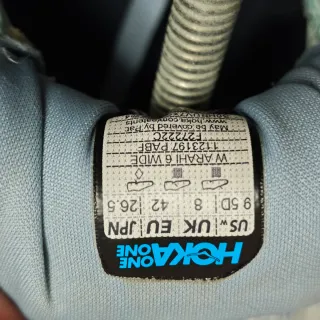 HOKA ONE ONE
US W UK EU JPN
9.5D 8 42 26.5
W ARAHI 6 WIDE
1123197 PABF
F27222C
May be covered by Pat.